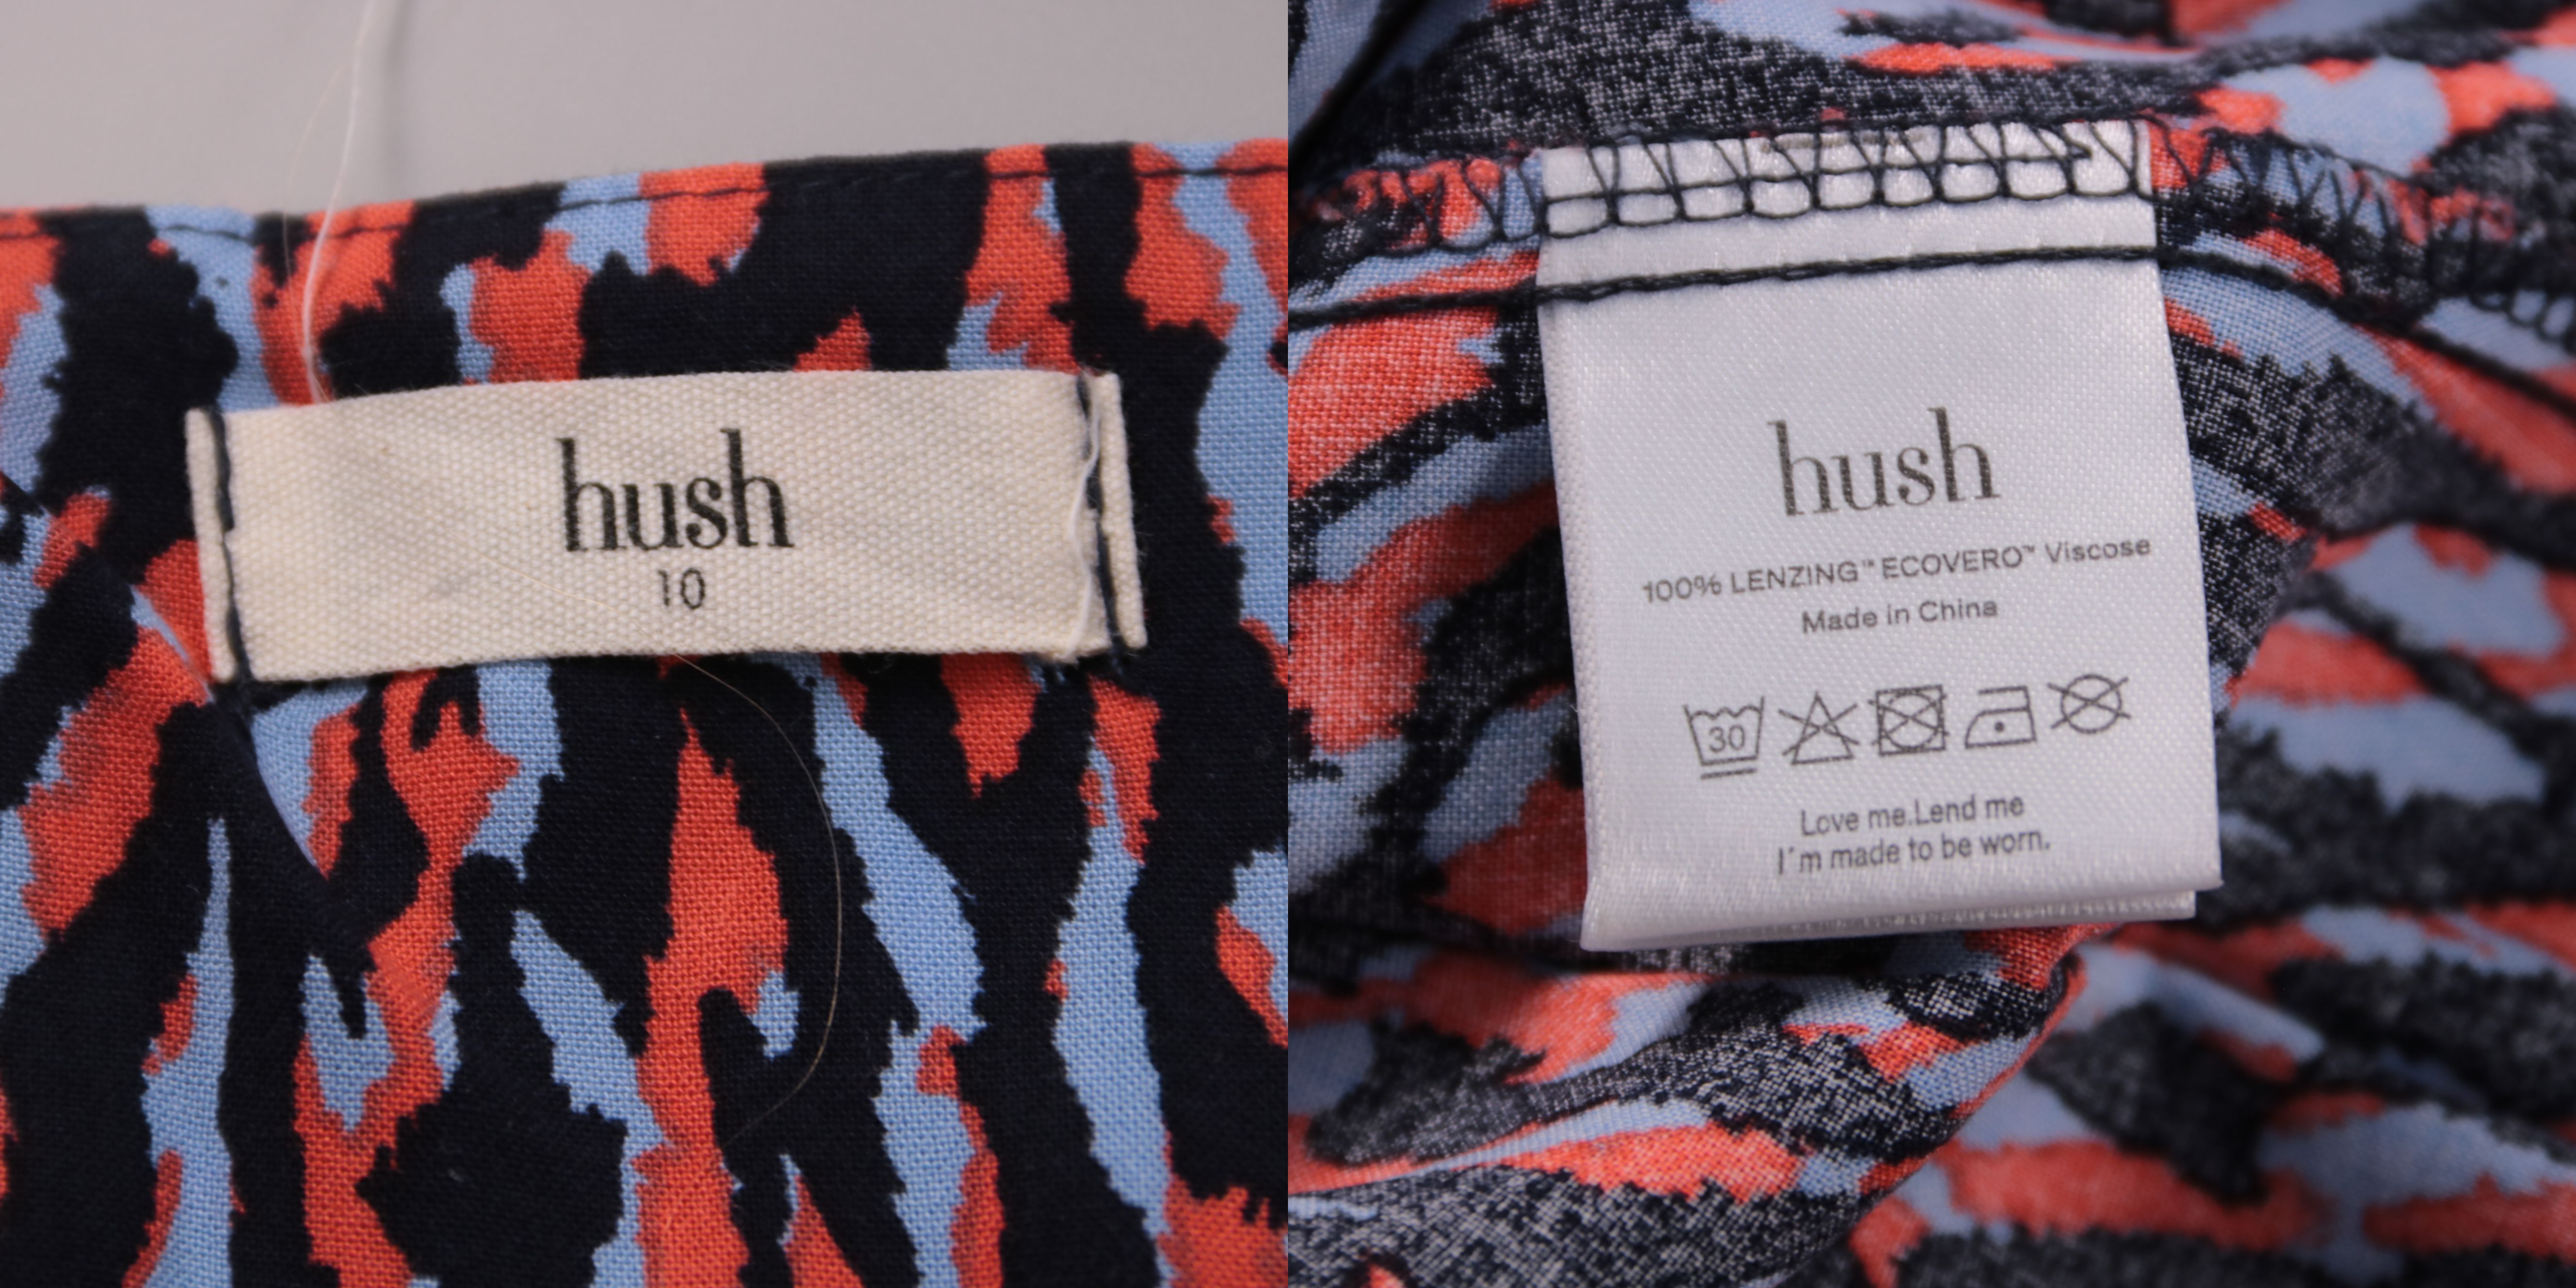 hush
10
hush
100% LENZING™ ECOVERO™ Viscose
Made in China
30
Love me.Lend me
I´m made to be worn.